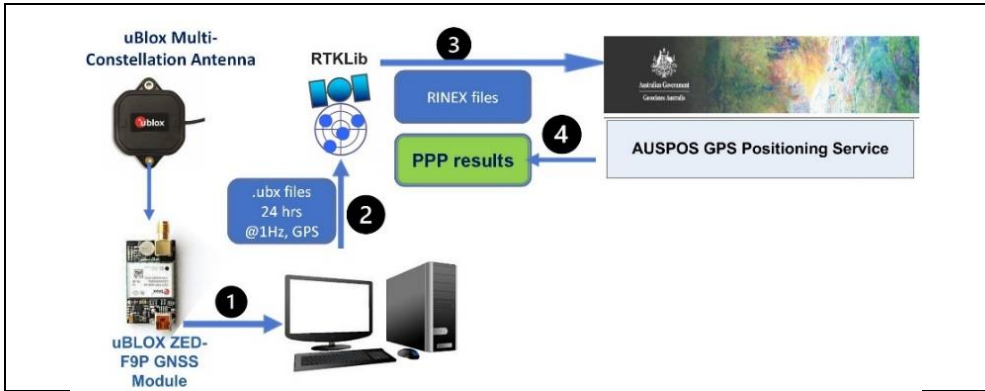 uBlox Multi-
Constellation Antenna
ublox
uBLOX ZED-
F9P GNSS
Module
1
.ubx files
24 hrs
@1Hz, GPS
2
RTKLib
3
RINEX files
PPP results
4
Australian Government
Geoscience Australia
AUSPOS GPS Positioning Service